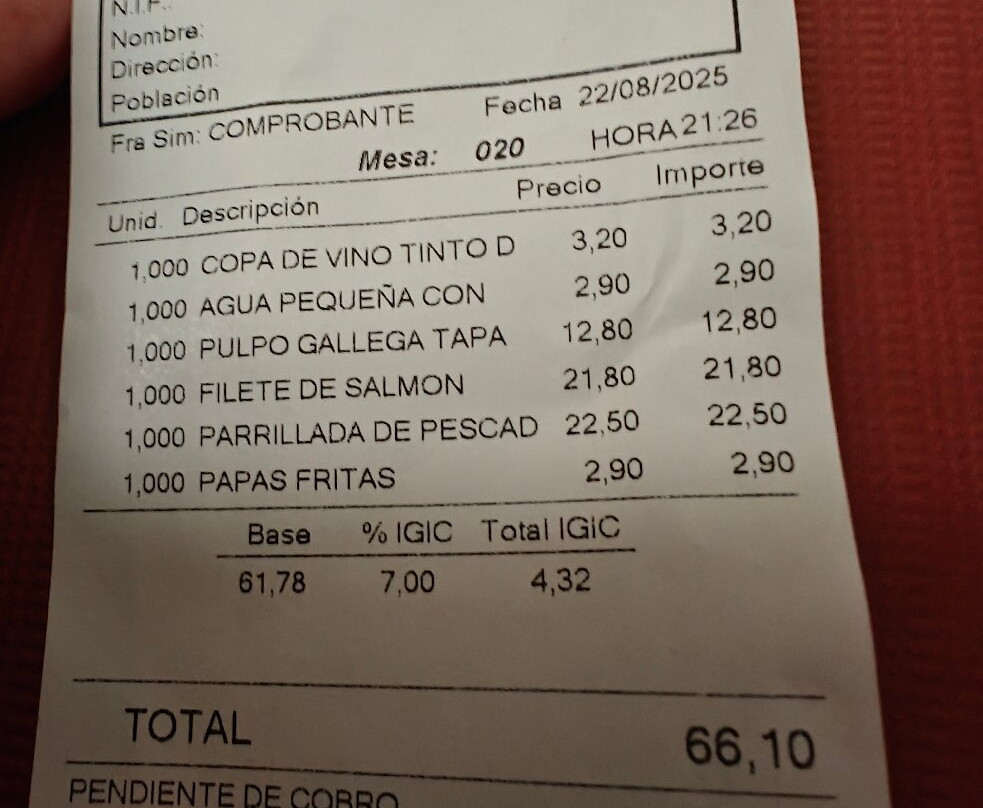 N.I.F.:
Nombre:
Dirección:
Población
Fra Sim: COMPROBANTE Fecha 22/08/2025
Mesa: 020 HORA 21:26
Unid. Descripción Precio Importe
1,000 COPA DE VINO TINTO D 3,20 3,20
1,000 AGUA PEQUEÑA CON 2,90 2,90
1,000 PULPO GALLEGA TAPA 12,80 12,80
1,000 FILETE DE SALMON 21,80 21,80
1,000 PARRILLADA DE PESCAD 22,50 22,50
1,000 PAPAS FRITAS 2,90 2,90
Base % IGIC Total IGIC
61,78 7,00 4,32
TOTAL 66,10
PENDIENTE DE COBRO